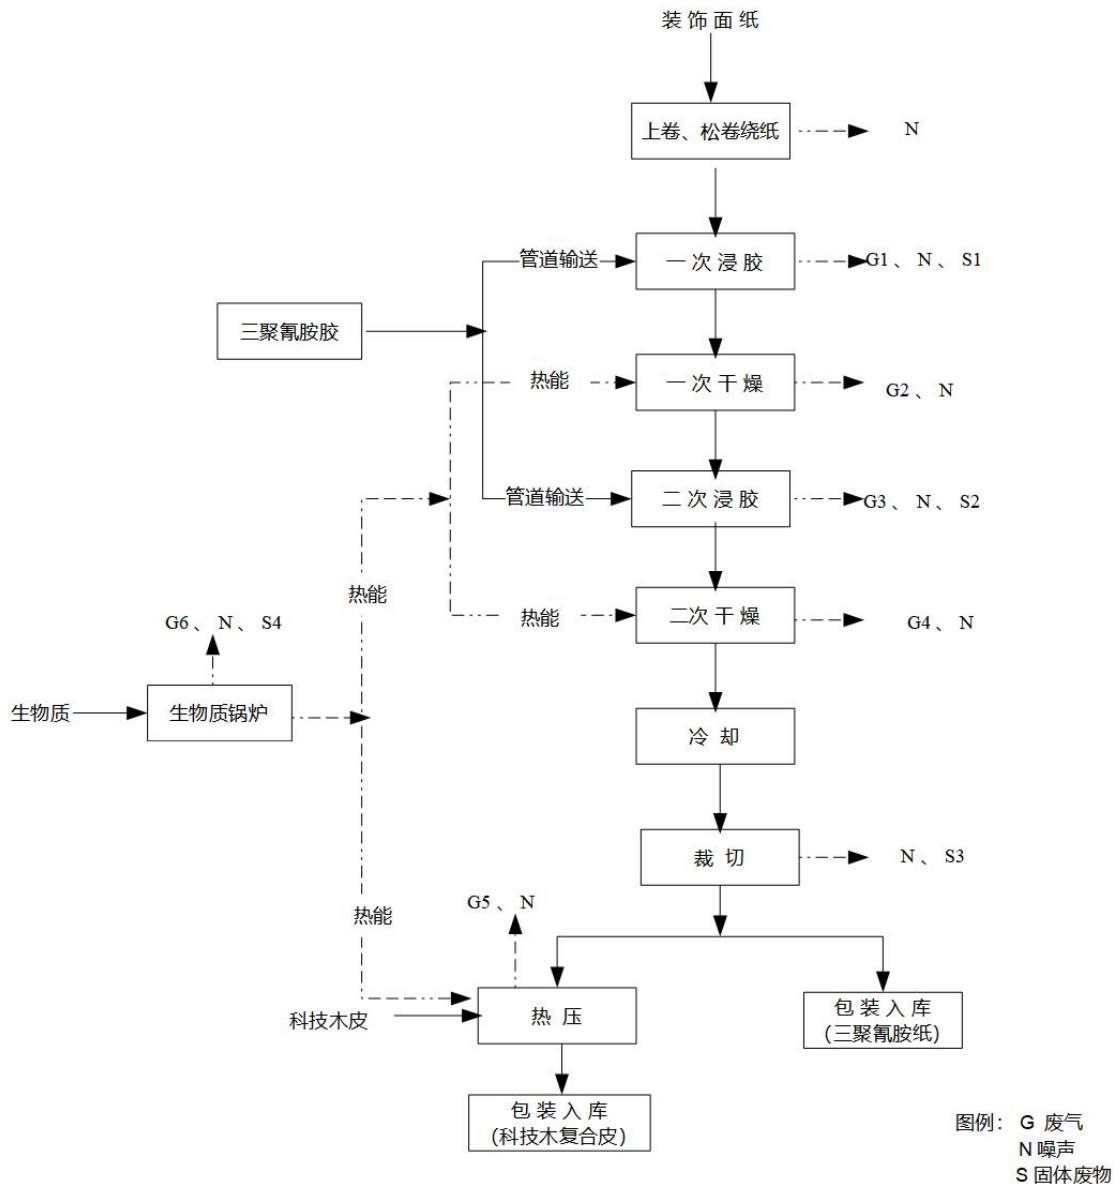 装饰面纸
上卷、松卷绕纸
N
管道输送
一次浸胶
G1、N、S1
三聚氰胺胶
热能
一次干燥
G2、N
管道输送
二次浸胶
G3、N、S2
热能
热能
二次干燥
G4、N
G6、N、S4
生物质
生物质锅炉
冷却
裁切
N、S3
G5、N
热能
科技木皮
热压
包装入库
(三聚氰胺纸)
包装入库
(科技木复合皮)
图例： G 废气
N 噪声
S 固体废物